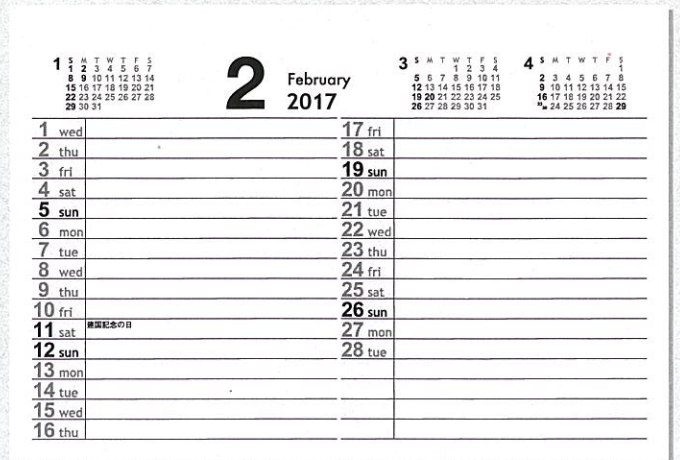 1
S M T W T F S
1 2 3 4 5 6 7
8 9 10 11 12 13 14
15 16 17 18 19 20 21
22 23 24 25 26 27 28
29 30 31
2
February
2017
3
S M T W T F S
1 2 3 4
5 6 7 8 9 10 11
12 13 14 15 16 17 18
19 20 21 22 23 24 25
26 27 28 29 30 31
4
S M T W T F S
1
2 3 4 5 6 7 8
9 10 11 12 13 14 15
16 17 18 19 20 21 22
24 25 26 27 28 29
1 wed
2 thu
3 fri
4 sat
5 sun
6 mon
7 tue
8 wed
9 thu
10 fri
11 sat 建国記念の日
12 sun
13 mon
14 tue
15 wed
16 thu
17 fri
18 sat
19 sun
20 mon
21 tue
22 wed
23 thu
24 fri
25 sat
26 sun
27 mon
28 tue